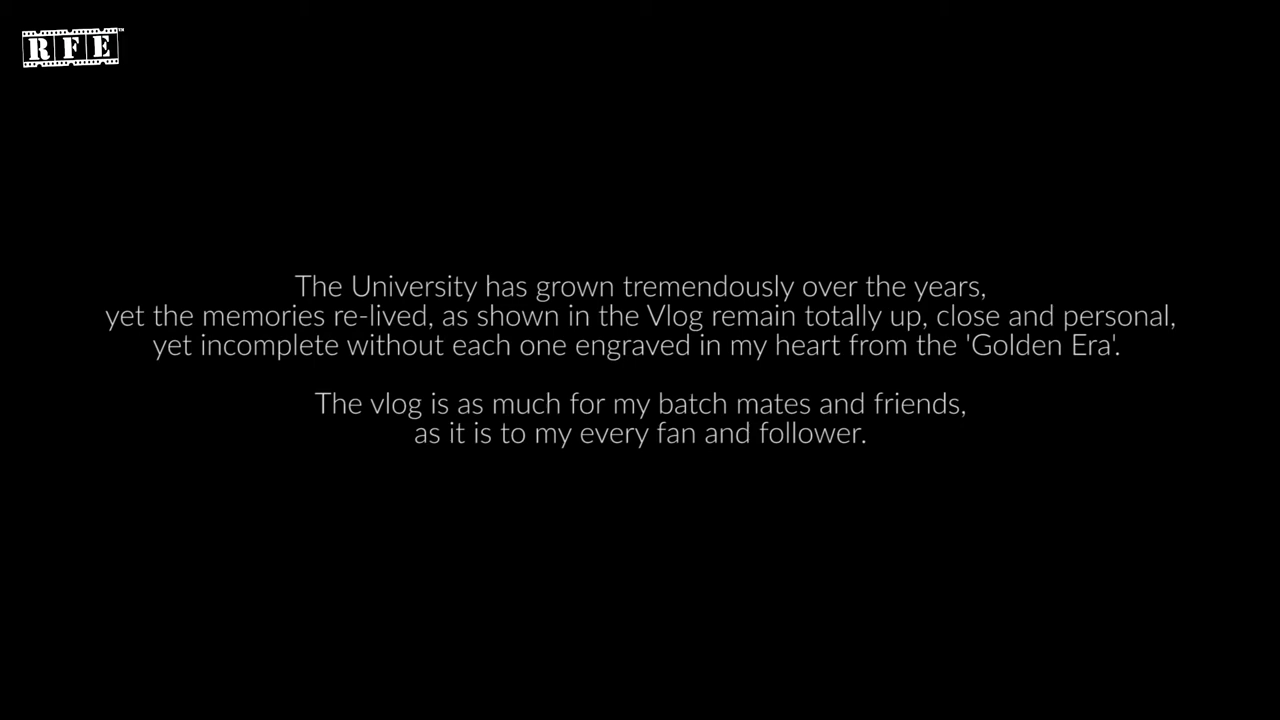 RFE™
The University has grown tremendously over the years,
yet the memories re-lived, as shown in the Vlog remain totally up, close and personal,
yet incomplete without each one engraved in my heart from the 'Golden Era'.
The vlog is as much for my batch mates and friends,
as it is to my every fan and follower.